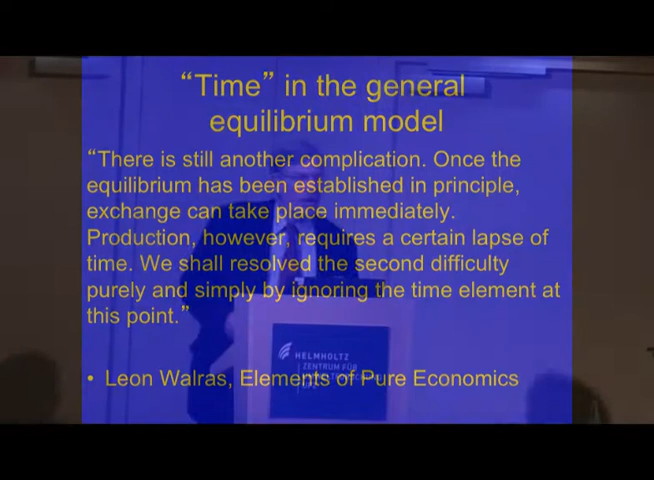 “Time” in the general
equilibrium model
“There is still another complication. Once the
equilibrium has been established in principle,
exchange can take place immediately.
Production, however, requires a certain lapse of
time. We shall resolved the second difficulty
purely and simply by ignoring the time element at
this point.”
• Leon Walras, Elements of Pure Economics
HELMHOLTZ
ZENTRUM FÜR